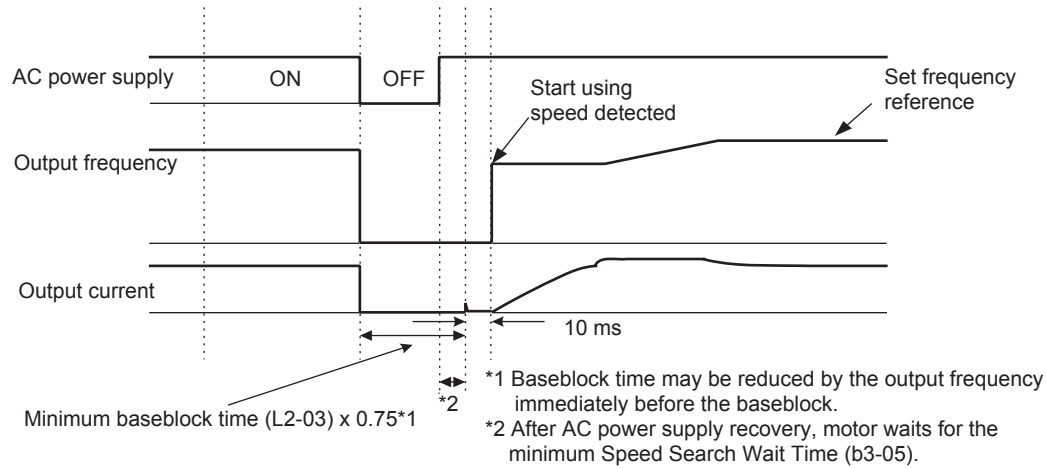 AC power supply
ON
OFF
Start using
speed detected
Set frequency
reference
Output frequency
Output current
10 ms
Minimum baseblock time (L2-03) x 0.75*1
*2
*1 Baseblock time may be reduced by the output frequency
immediately before the baseblock.
*2 After AC power supply recovery, motor waits for the
minimum Speed Search Wait Time (b3-05).